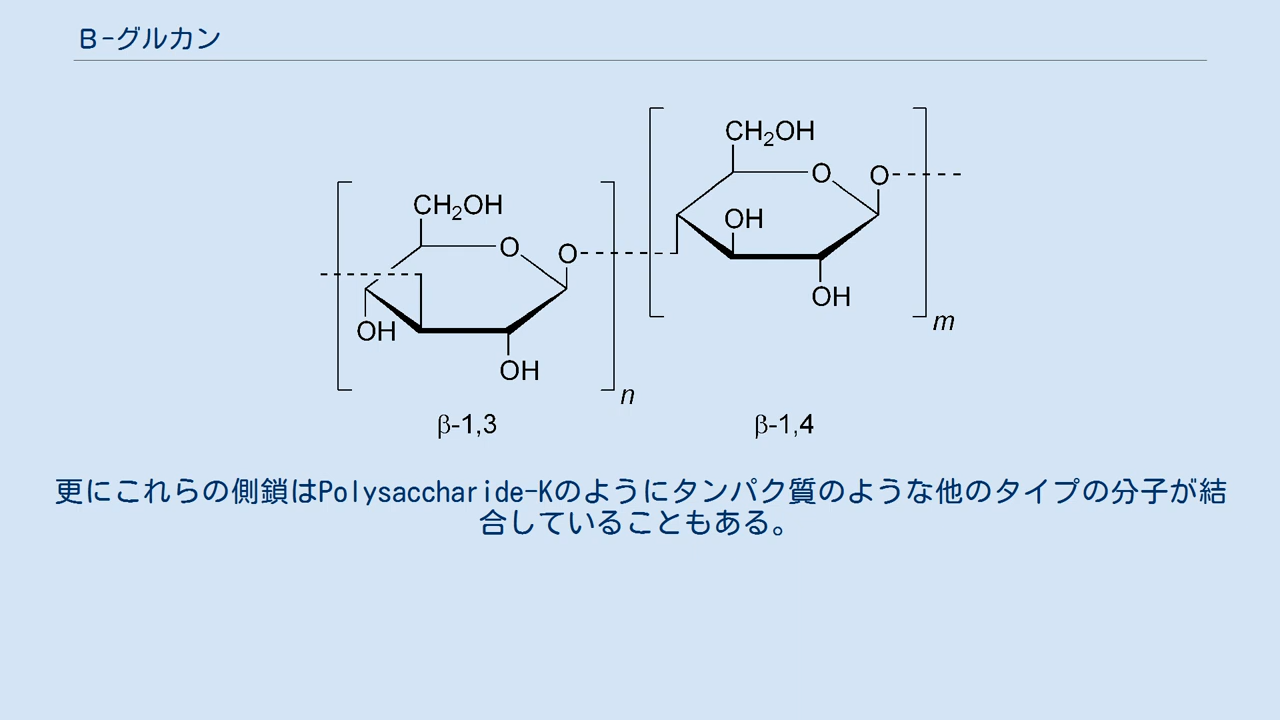 Β-グルカン
CH₂OH
O
O
OH
OH
m
CH₂OH
O
O
OH
OH
n
β-1,3
β-1,4
更にこれらの側鎖はPolysaccharide-Kのようにタンパク質のような他のタイプの分子が結
合していることもある。